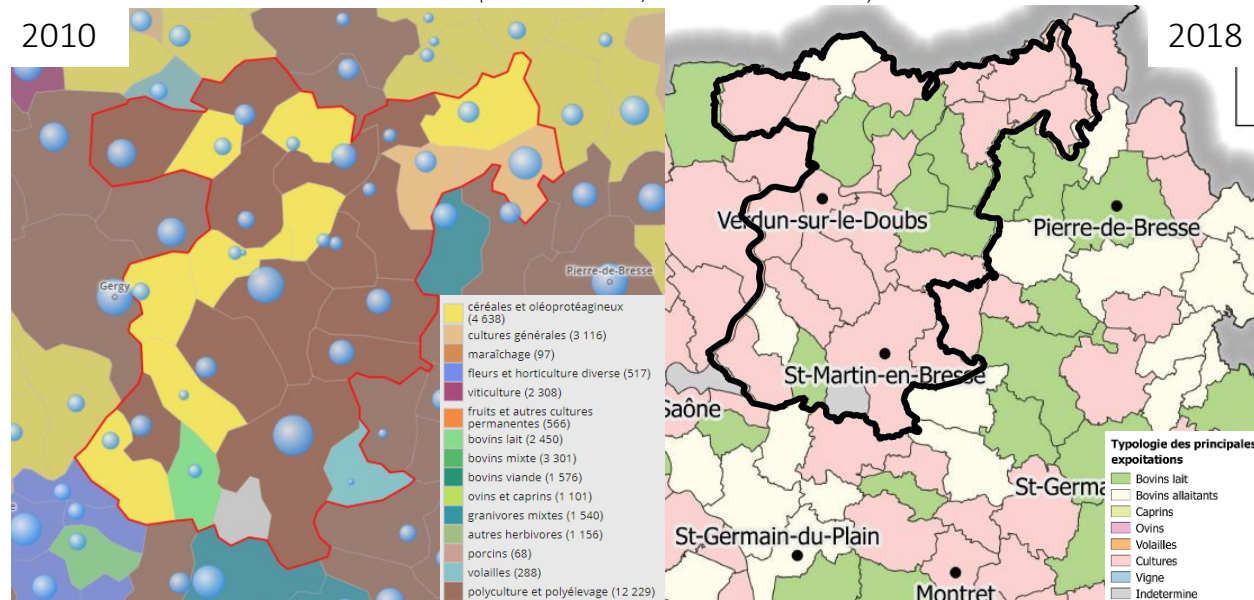 2010
2018
Gergy
Pierre-de-Bresse
céréales et oléoprotéagineux
(4 638)
cultures générales (3 116)
maraîchage (97)
fleurs et horticulture diverse (517)
viticulture (2 308)
fruits et autres cultures
permanentes (566)
bovins lait (2 450)
bovins mixte (3 301)
bovins viande (1 576)
ovins et caprins (1 101)
granivores mixtes (1 540)
autres herbivores (1 156)
porcins (68)
volailles (288)
polyculture et polyélevage (12 229)
Verdun-sur-le-Doubs
Pierre-de-Bresse
St-Martin-en-Bresse
Saône
St-Germa
St-Germain-du-Plain
Montret
Typologie des principales
expoitations
Bovins lait
Bovins allaitants
Caprins
Ovins
Volailles
Cultures
Vigne
Indetermine